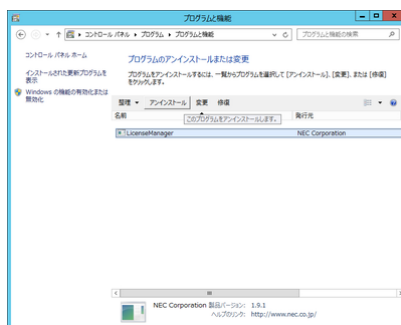 プログラムと機能
コントロール パネル ▸ プログラム ▸ プログラムと機能
プログラムと機能の検索
コントロール パネル ホーム
インストールされた更新プログラムを
表示
Windows の機能の有効化または
無効化
プログラムのアンインストールまたは変更
プログラムをアンインストールするには、一覧からプログラムを選択して [アンインストール]、[変更]、または [修復]
をクリックします。
整理 アンインストール 変更 修復
名前 発行元
このプログラムをアンインストールします。
LicenseManager NEC Corporation
NEC Corporation 製品バージョン: 1.9.1
ヘルプのリンク: http://www.nec.co.jp/